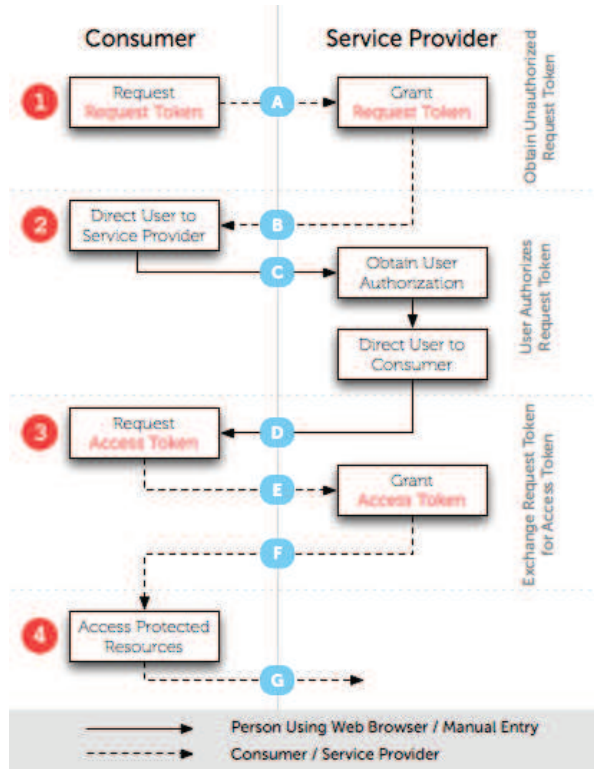 Consumer
Service Provider
1
Request
Request Token
A
Grant
Request Token
Obtain Unauthorized
Request Token
2
Direct User to
Service Provider
B
C
Obtain User
Authorization
Direct User to
Consumer
User Authorizes
Request Token
3
Request
Access Token
D
E
Grant
Access Token
F
Exchange Request Token
for Access Token
4
Access Protected
Resources
G
Person Using Web Browser / Manual Entry
Consumer / Service Provider